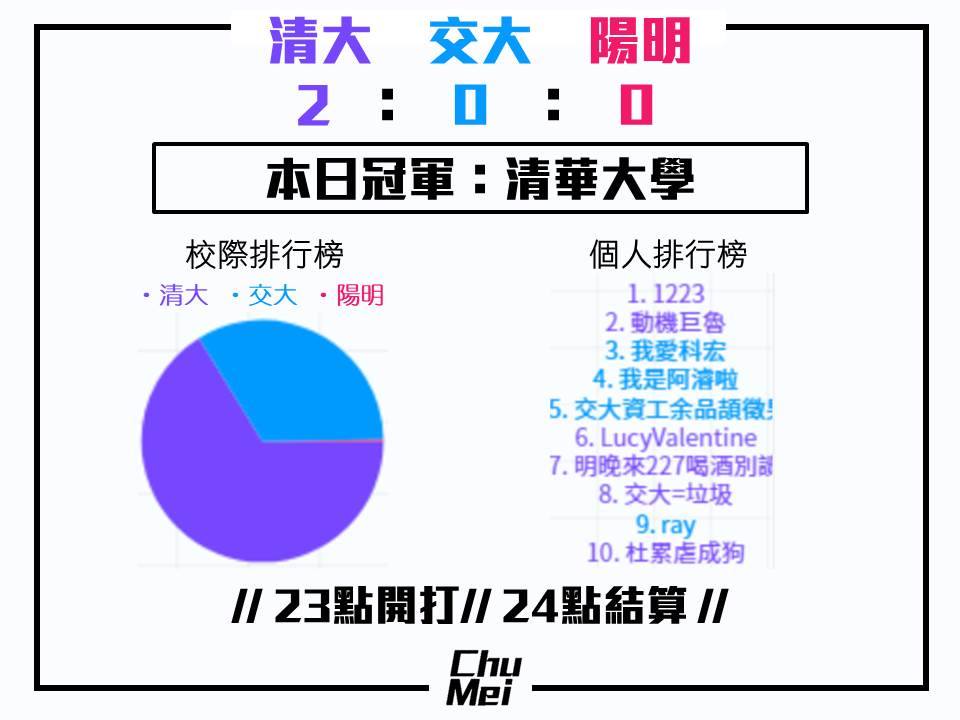 清大 交大 陽明
2 : 0 : 0
本日冠軍：清華大學
校際排行榜
・清大 ・交大 ・陽明
個人排行榜
1. 1223
2. 動機巨魯
3. 我愛科宏
4. 我是阿濬啦
5. 交大資工余品頡徵
6. LucyValentine
7. 明晚來227喝酒別
8. 交大=垃圾
9. ray
10. 杜累虐成狗
// 23點開打// 24點結算 //
Chu
Mei